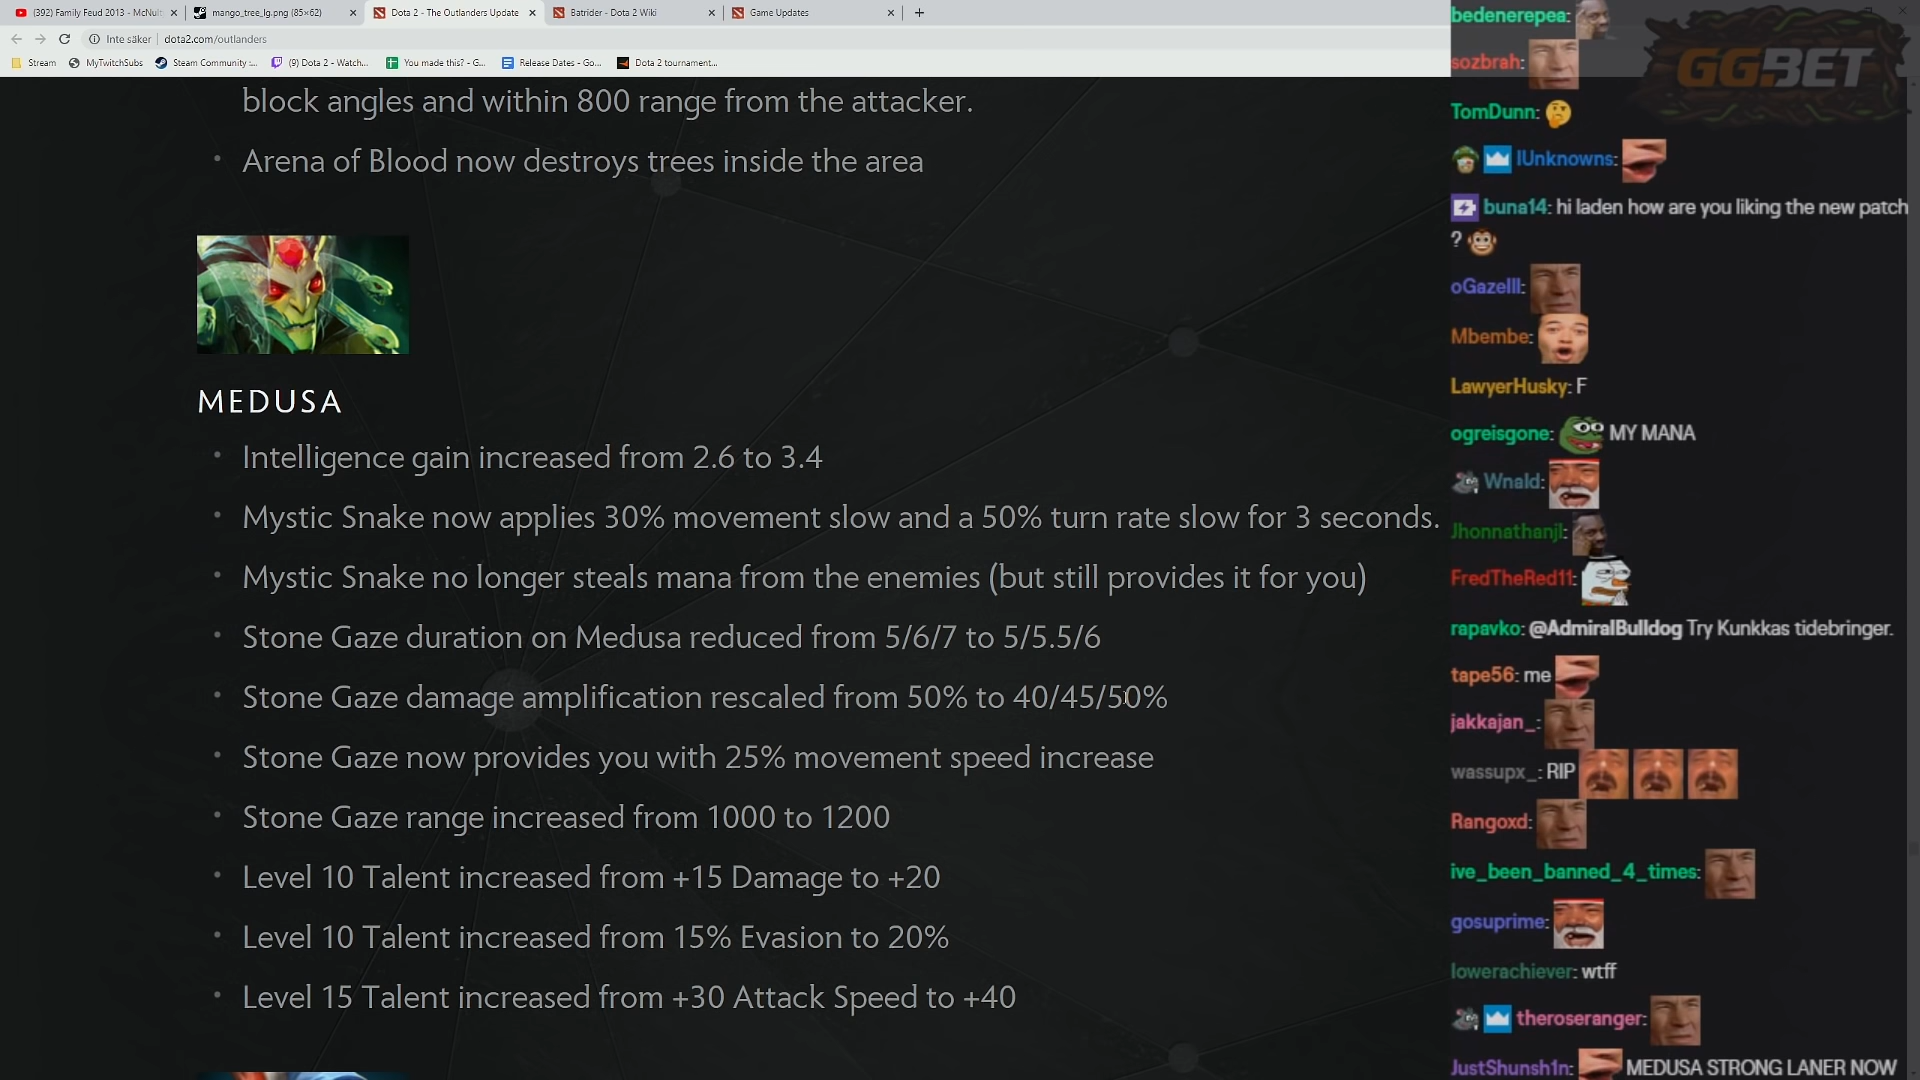 (392) Family Feud 2013 - McNul
mango_tree_lg.png (85×62)
Dota 2 - The Outlanders Update
Batrider - Dota 2 Wiki
Game Updates
Inte säker
dota2.com/outlanders
Stream
MyTwitchSubs
Steam Community :...
(9) Dota 2 - Watch...
You made this? - G...
Release Dates - Go...
Dota 2 tournament...
block angles and within 800 range from the attacker.
• Arena of Blood now destroys trees inside the area
MEDUSA
• Intelligence gain increased from 2.6 to 3.4
• Mystic Snake now applies 30% movement slow and a 50% turn rate slow for 3 seconds.
• Mystic Snake no longer steals mana from the enemies (but still provides it for you)
• Stone Gaze duration on Medusa reduced from 5/6/7 to 5/5.5/6
• Stone Gaze damage amplification rescaled from 50% to 40/45/50%
• Stone Gaze now provides you with 25% movement speed increase
• Stone Gaze range increased from 1000 to 1200
• Level 10 Talent increased from +15 Damage to +20
• Level 10 Talent increased from 15% Evasion to 20%
• Level 15 Talent increased from +30 Attack Speed to +40
GG.BET
bedenerepea:
sozbrah:
TomDunn:
lUnknowns:
buna14: hi laden how are you liking the new patch
?
oGazelll:
Mbembe:
LawyerHusky: F
ogreisgone: MY MANA
Wnald:
Jhonnathanjl:
FredTheRed11:
rapavko: @AdmiralBulldog Try Kunkkas tidebringer.
tape56: me
jakkajan_:
wassupx_: RIP
Rangoxd:
ive_been_banned_4_times:
gosuprime:
lowerachiever: wtff
theroseranger:
JustShunsh1n: MEDUSA STRONG LANER NOW